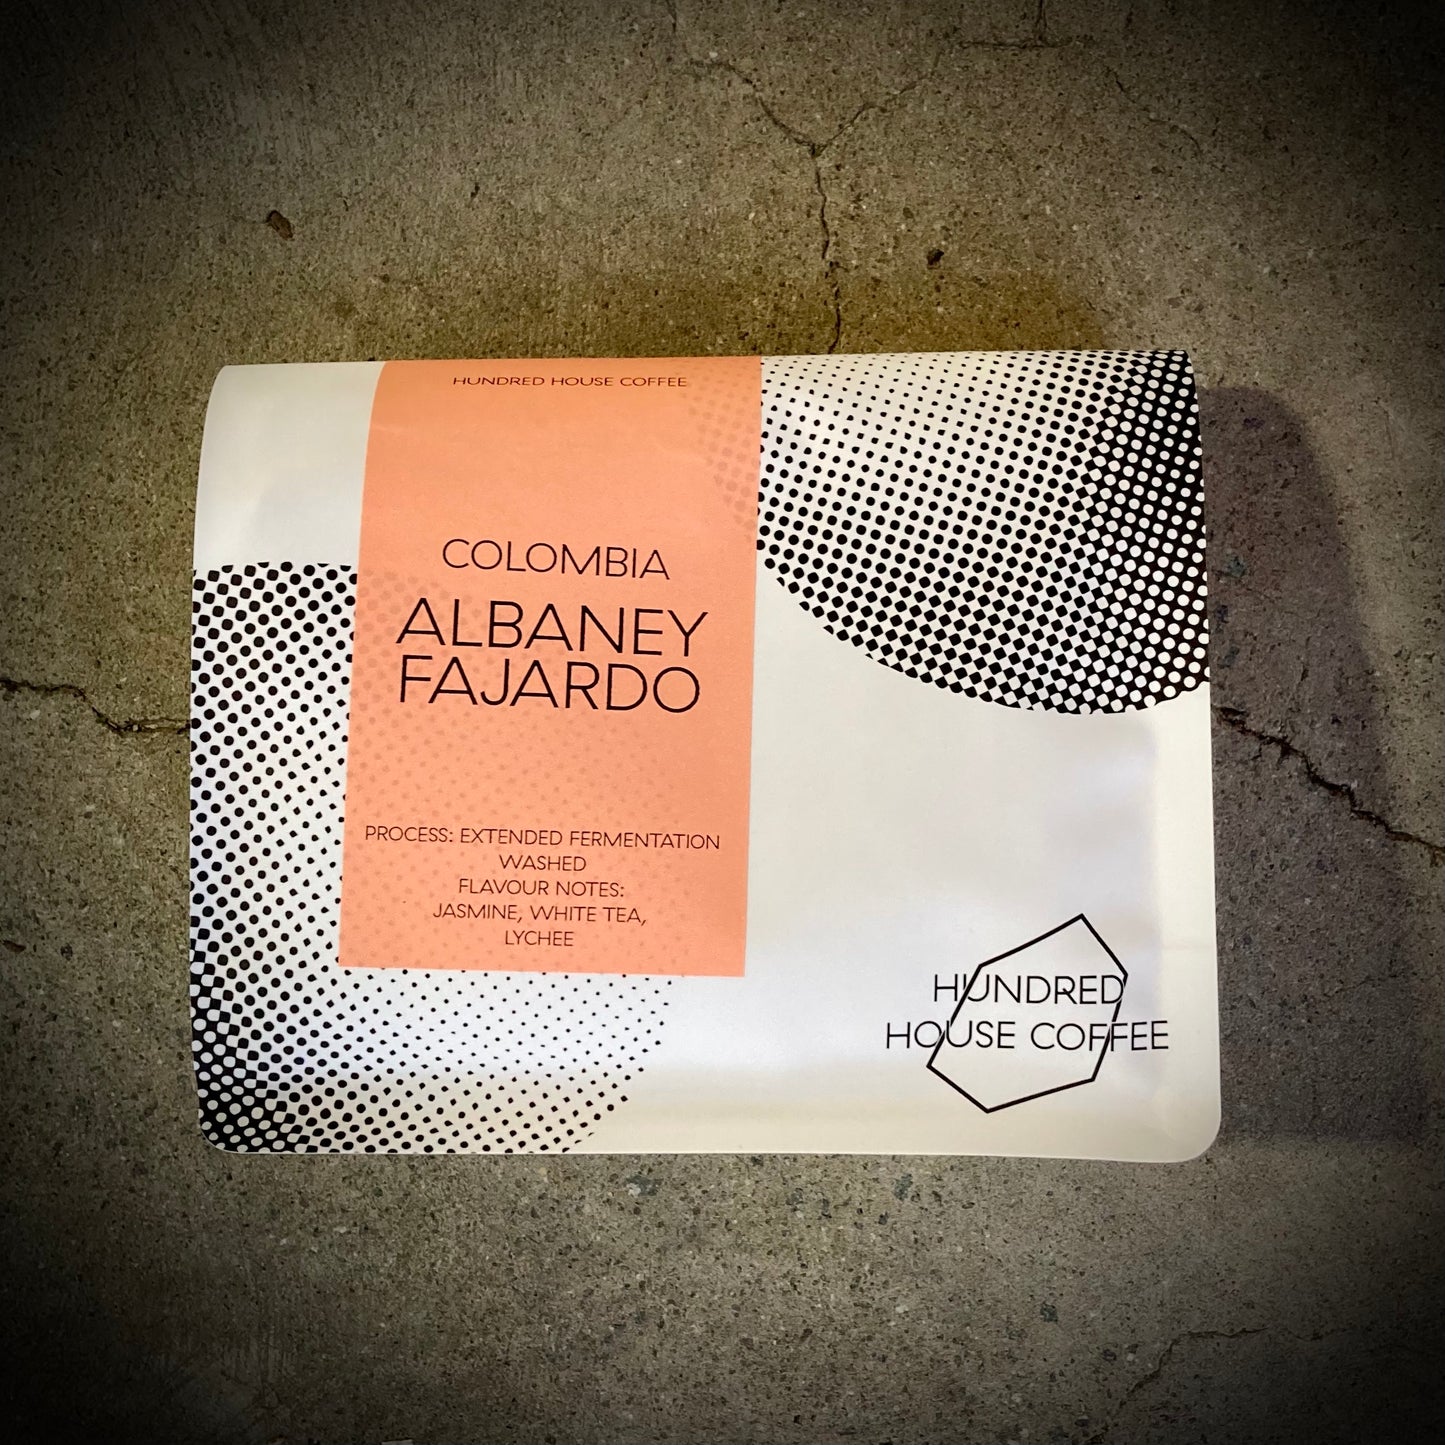 HUNDRED HOUSE COFFEE
COLOMBIA
ALBANEY
FAJARDO
PROCESS: EXTENDED FERMENTATION
WASHED
FLAVOUR NOTES:
JASMINE, WHITE TEA,
LYCHEE
HUNDRED
HOUSE COFFEE